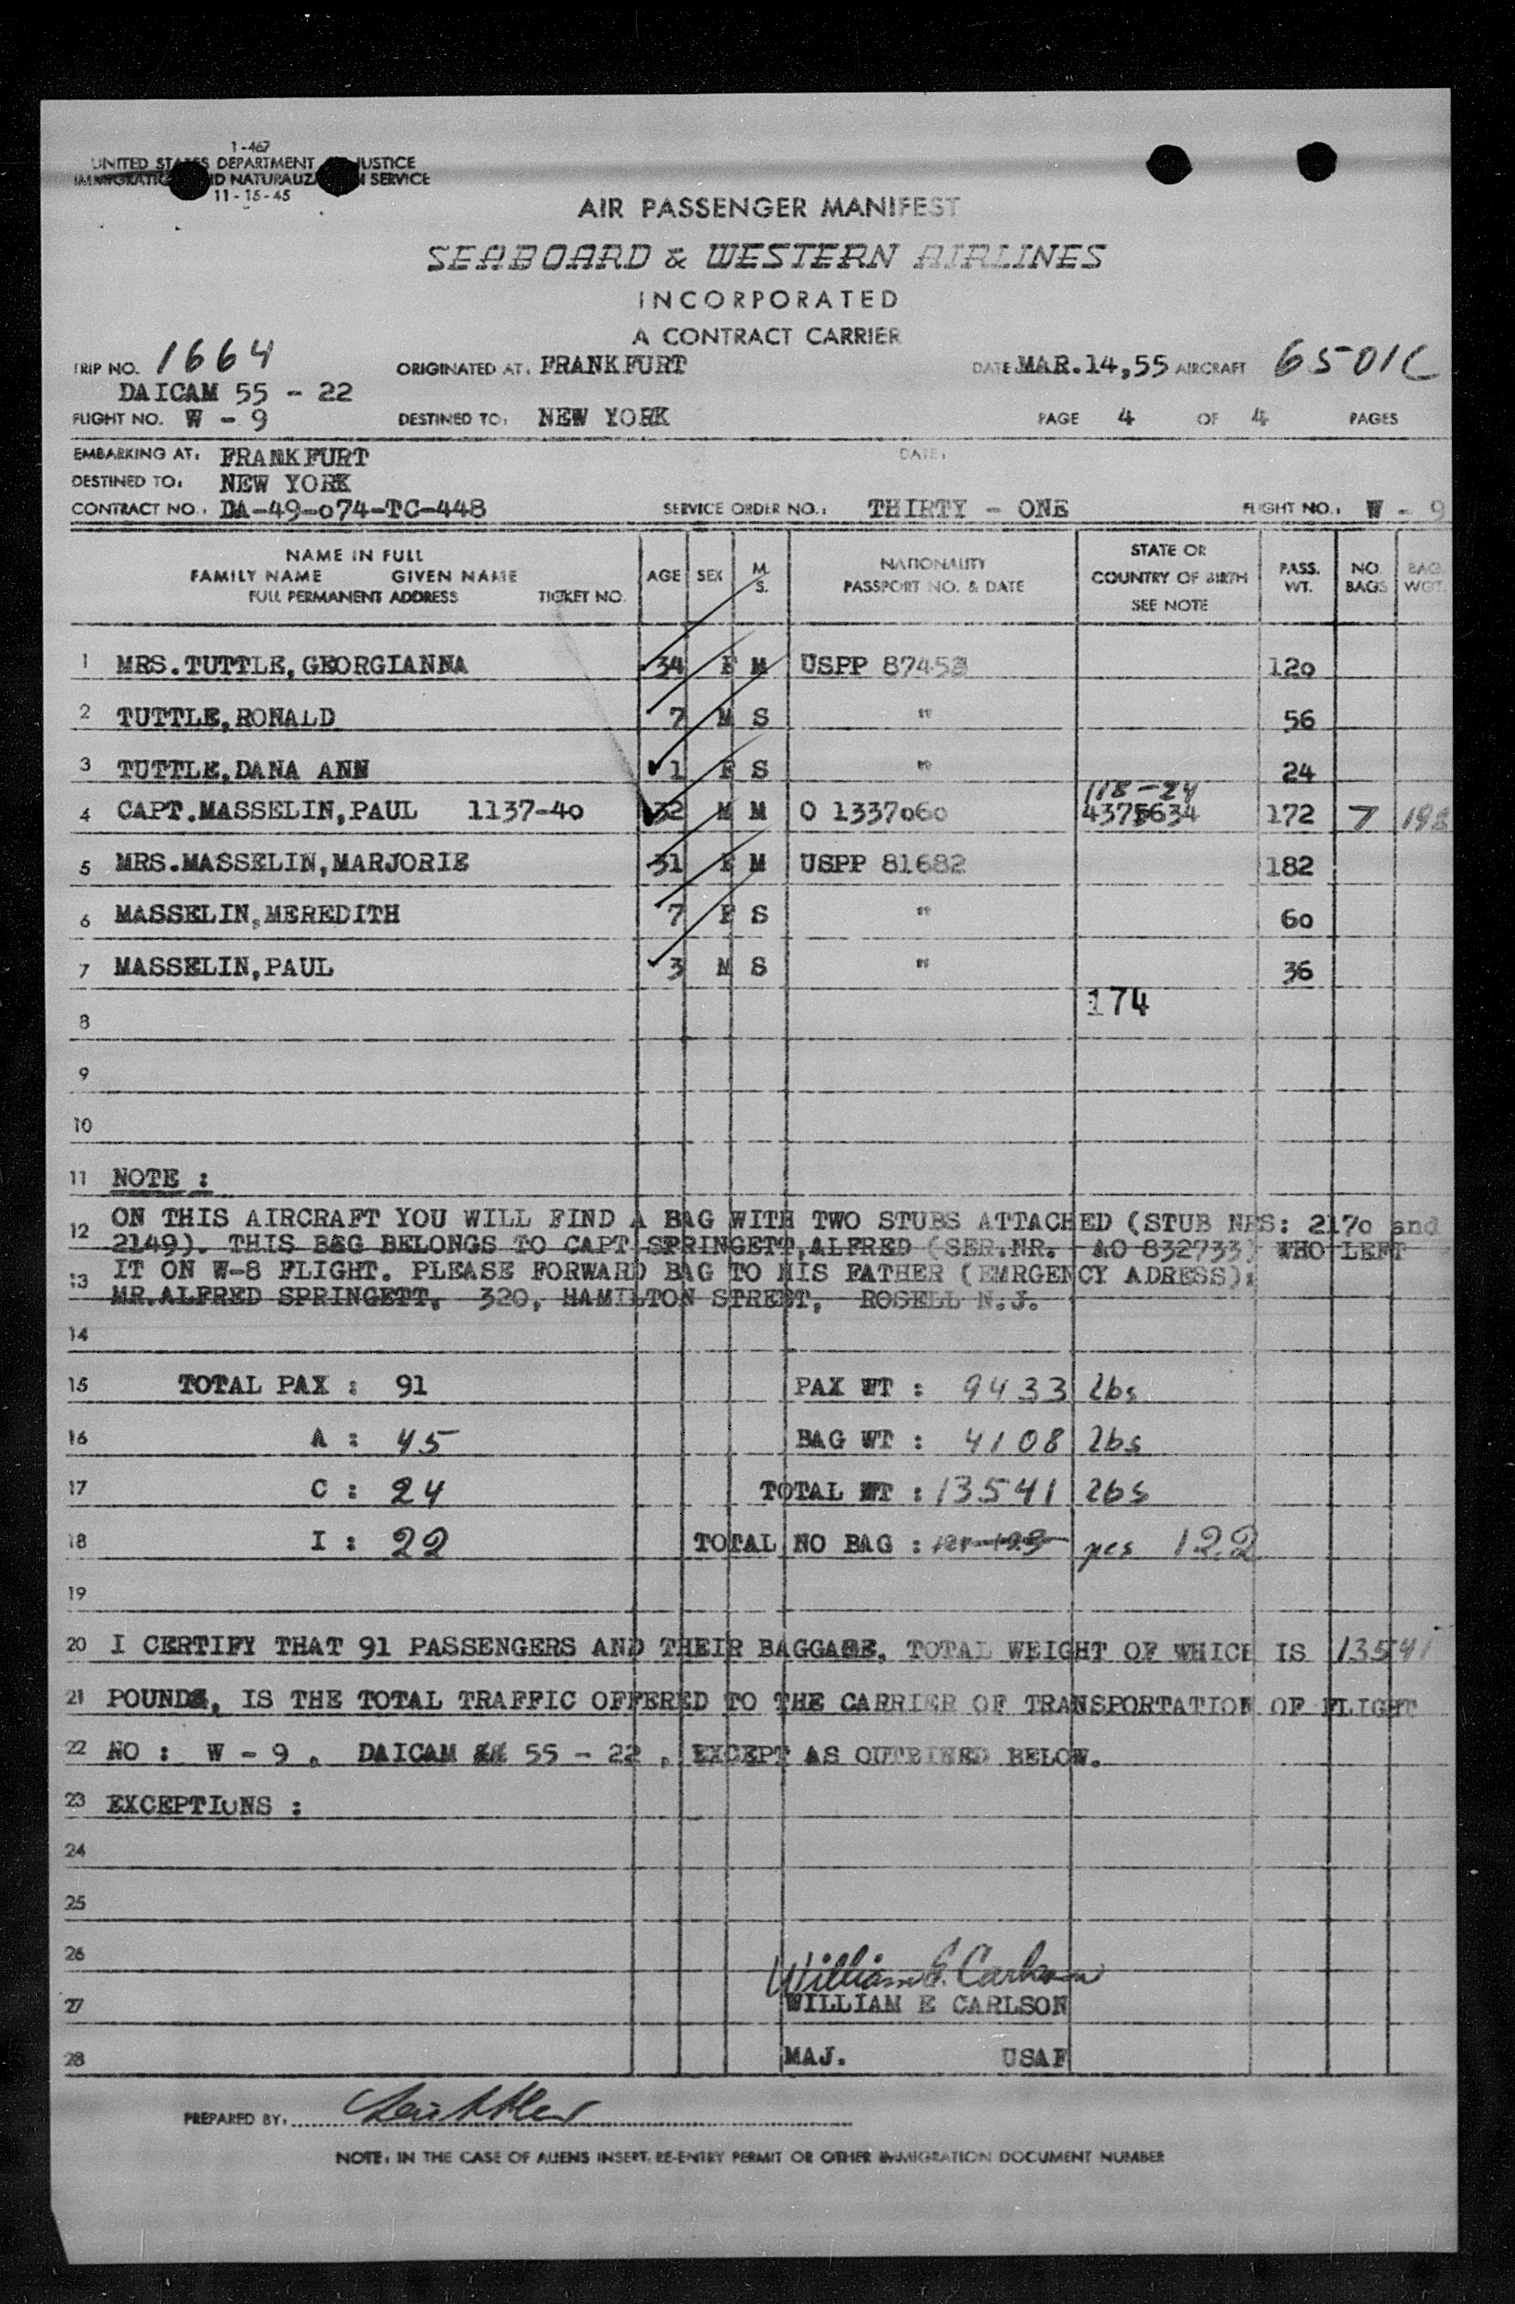 1-467
UNITED STATES DEPARTMENT OF JUSTICE
IMMIGRATION AND NATURALIZATION SERVICE
11-15-45
AIR PASSENGER MANIFEST
SEABOARD & WESTERN AIRLINES
INCORPORATED
A CONTRACT CARRIER
TRIP NO. 1664 ORIGINATED AT: FRANKFURT DATE: MAR.14,55 AIRCRAFT 6501C
DAICAM 55 - 22
FLIGHT NO. W - 9 DESTINED TO: NEW YORK PAGE 4 OF 4 PAGES
EMBARKING AT: FRANKFURT DATE:
DESTINED TO: NEW YORK
CONTRACT NO.: DA-49-o74-TC-448 SERVICE ORDER NO.: THIRTY - ONE FLIGHT NO.: W - 9
NAME IN FULL
FAMILY NAME GIVEN NAME
FULL PERMANENT ADDRESS TICKET NO. AGE SEX M. S. NATIONALITY PASSPORT NO. & DATE STATE OR COUNTRY OF BIRTH SEE NOTE PASS. WT. NO. BAGS BAG. WGT.
1 MRS.TUTTLE,GEORGIANNA 34 F M USPP 87453 12o
2 TUTTLE,RONALD 7 M S " 56
3 TUTTLE,DANA ANN 1 F S " 24
118-24
4 CAPT.MASSELIN,PAUL 1137-4o 32 M M O 1337o6o 4375634 172 7 198
5 MRS.MASSELIN,MARJORIE 31 F M USPP 81682 182
6 MASSELIN,MEREDITH 7 F S " 6o
7 MASSELIN,PAUL 3 M S " 36
174
8
9
10
11 NOTE :
12 ON THIS AIRCRAFT YOU WILL FIND A BAG WITH TWO STUBS ATTACHED (STUB NRS: 217o and
2149). THIS BAG BELONGS TO CAPT SPRINGETT,ALFRED (SER.NR. AO 832733) WHO LEFT
13 IT ON W-8 FLIGHT. PLEASE FORWARD BAG TO HIS FATHER (EMRGENCY ADRESS):
MR.ALFRED SPRINGETT, 320, HAMILTON STREET, ROSELL N.J.
14
15 TOTAL PAX : 91 PAX WT : 9433 lbs
16 A : 45 BAG WT : 4108 lbs
17 C : 24 TOTAL WT : 13541 lbs
18 I : 22 TOTAL NO BAG : 121 123 pcs 122
19
20 I CERTIFY THAT 91 PASSENGERS AND THEIR BAGGAGE, TOTAL WEIGHT OF WHICH IS 13541
21 POUNDS, IS THE TOTAL TRAFFIC OFFERED TO THE CARRIER OF TRANSPORTATION OF FLIGHT
22 NO : W - 9 , DAICAM 55 - 22 , EXCEPT AS OUTLINED BELOW.
23 EXCEPTIONS :
24
25
26 William E. Carlson
27 WILLIAM E CARLSON
28 MAJ. USAF
PREPARED BY:
NOTE: IN THE CASE OF ALIENS INSERT RE-ENTRY PERMIT OR OTHER IMMIGRATION DOCUMENT NUMBER